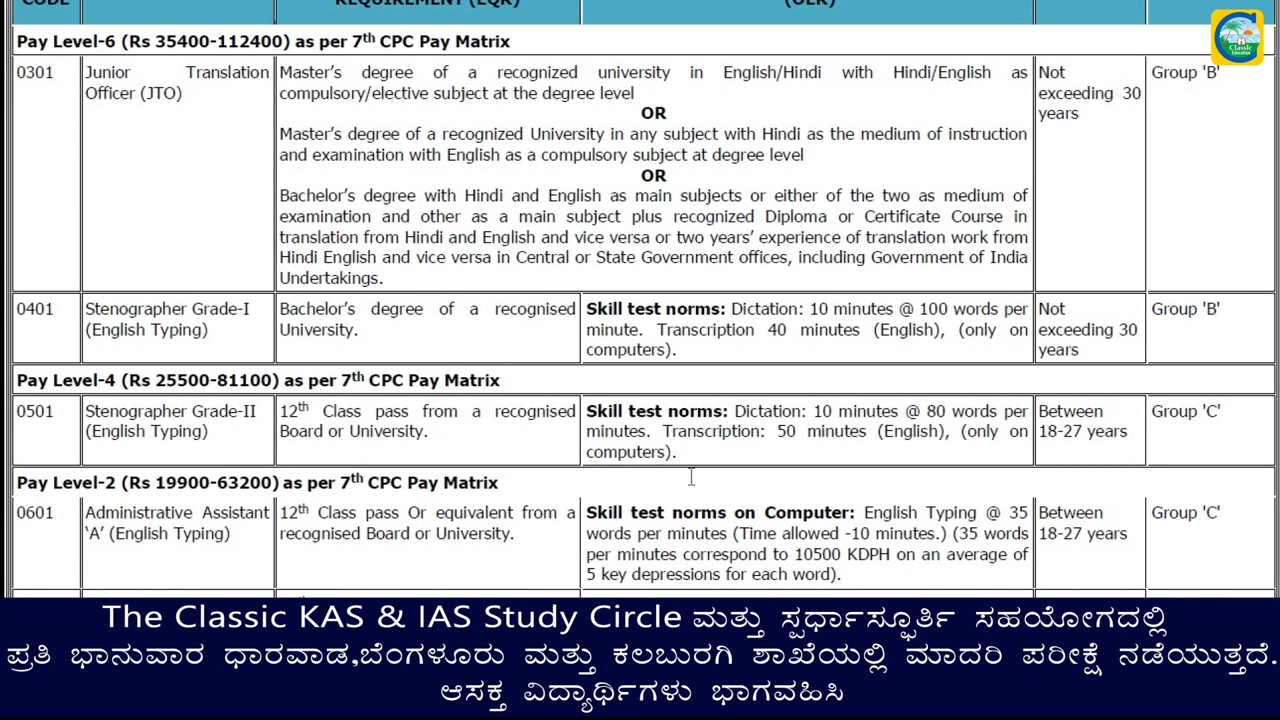 CODE REQUIREMENT (EQR) (OER)
Pay Level-6 (Rs 35400-112400) as per 7th CPC Pay Matrix
0301
Junior Translation
Officer (JTO)
Master's degree of a recognized university in English/Hindi with Hindi/English as
compulsory/elective subject at the degree level
OR
Master's degree of a recognized University in any subject with Hindi as the medium of instruction
and examination with English as a compulsory subject at degree level
OR
Bachelor's degree with Hindi and English as main subjects or either of the two as medium of
examination and other as a main subject plus recognized Diploma or Certificate Course in
translation from Hindi and English and vice versa or two years' experience of translation work from
Hindi English and vice versa in Central or State Government offices, including Government of India
Undertakings.
Not
exceeding 30
years
Group 'B'
0401
Stenographer Grade-I
(English Typing)
Bachelor's degree of a recognised
University.
Skill test norms: Dictation: 10 minutes @ 100 words per
minute. Transcription 40 minutes (English), (only on
computers).
Not
exceeding 30
years
Group 'B'
Pay Level-4 (Rs 25500-81100) as per 7th CPC Pay Matrix
0501
Stenographer Grade-II
(English Typing)
12th Class pass from a recognised
Board or University.
Skill test norms: Dictation: 10 minutes @ 80 words per
minutes. Transcription: 50 minutes (English), (only on
computers).
Between
18-27 years
Group 'C'
Pay Level-2 (Rs 19900-63200) as per 7th CPC Pay Matrix
0601
Administrative Assistant
'A' (English Typing)
12th Class pass Or equivalent from a
recognised Board or University.
Skill test norms on Computer: English Typing @ 35
words per minutes (Time allowed -10 minutes.) (35 words
per minutes correspond to 10500 KDPH on an average of
5 key depressions for each word).
Between
18-27 years
Group 'C'
Classic
Education
The Classic KAS & IAS Study Circle ಮತ್ತು ಸ್ಪರ್ಧಾಸ್ಫೂರ್ತಿ ಸಹಯೋಗದಲ್ಲಿ
ಪ್ರತಿ ಭಾನುವಾರ ಧಾರವಾಡ,ಬೆಂಗಳೂರು ಮತ್ತು ಕಲಬುರಗಿ ಶಾಖೆಯಲ್ಲಿ ಮಾದರಿ ಪರೀಕ್ಷೆ ನಡೆಯುತ್ತದೆ.
ಆಸಕ್ತ ವಿದ್ಯಾರ್ಥಿಗಳು ಭಾಗವಹಿಸಿ